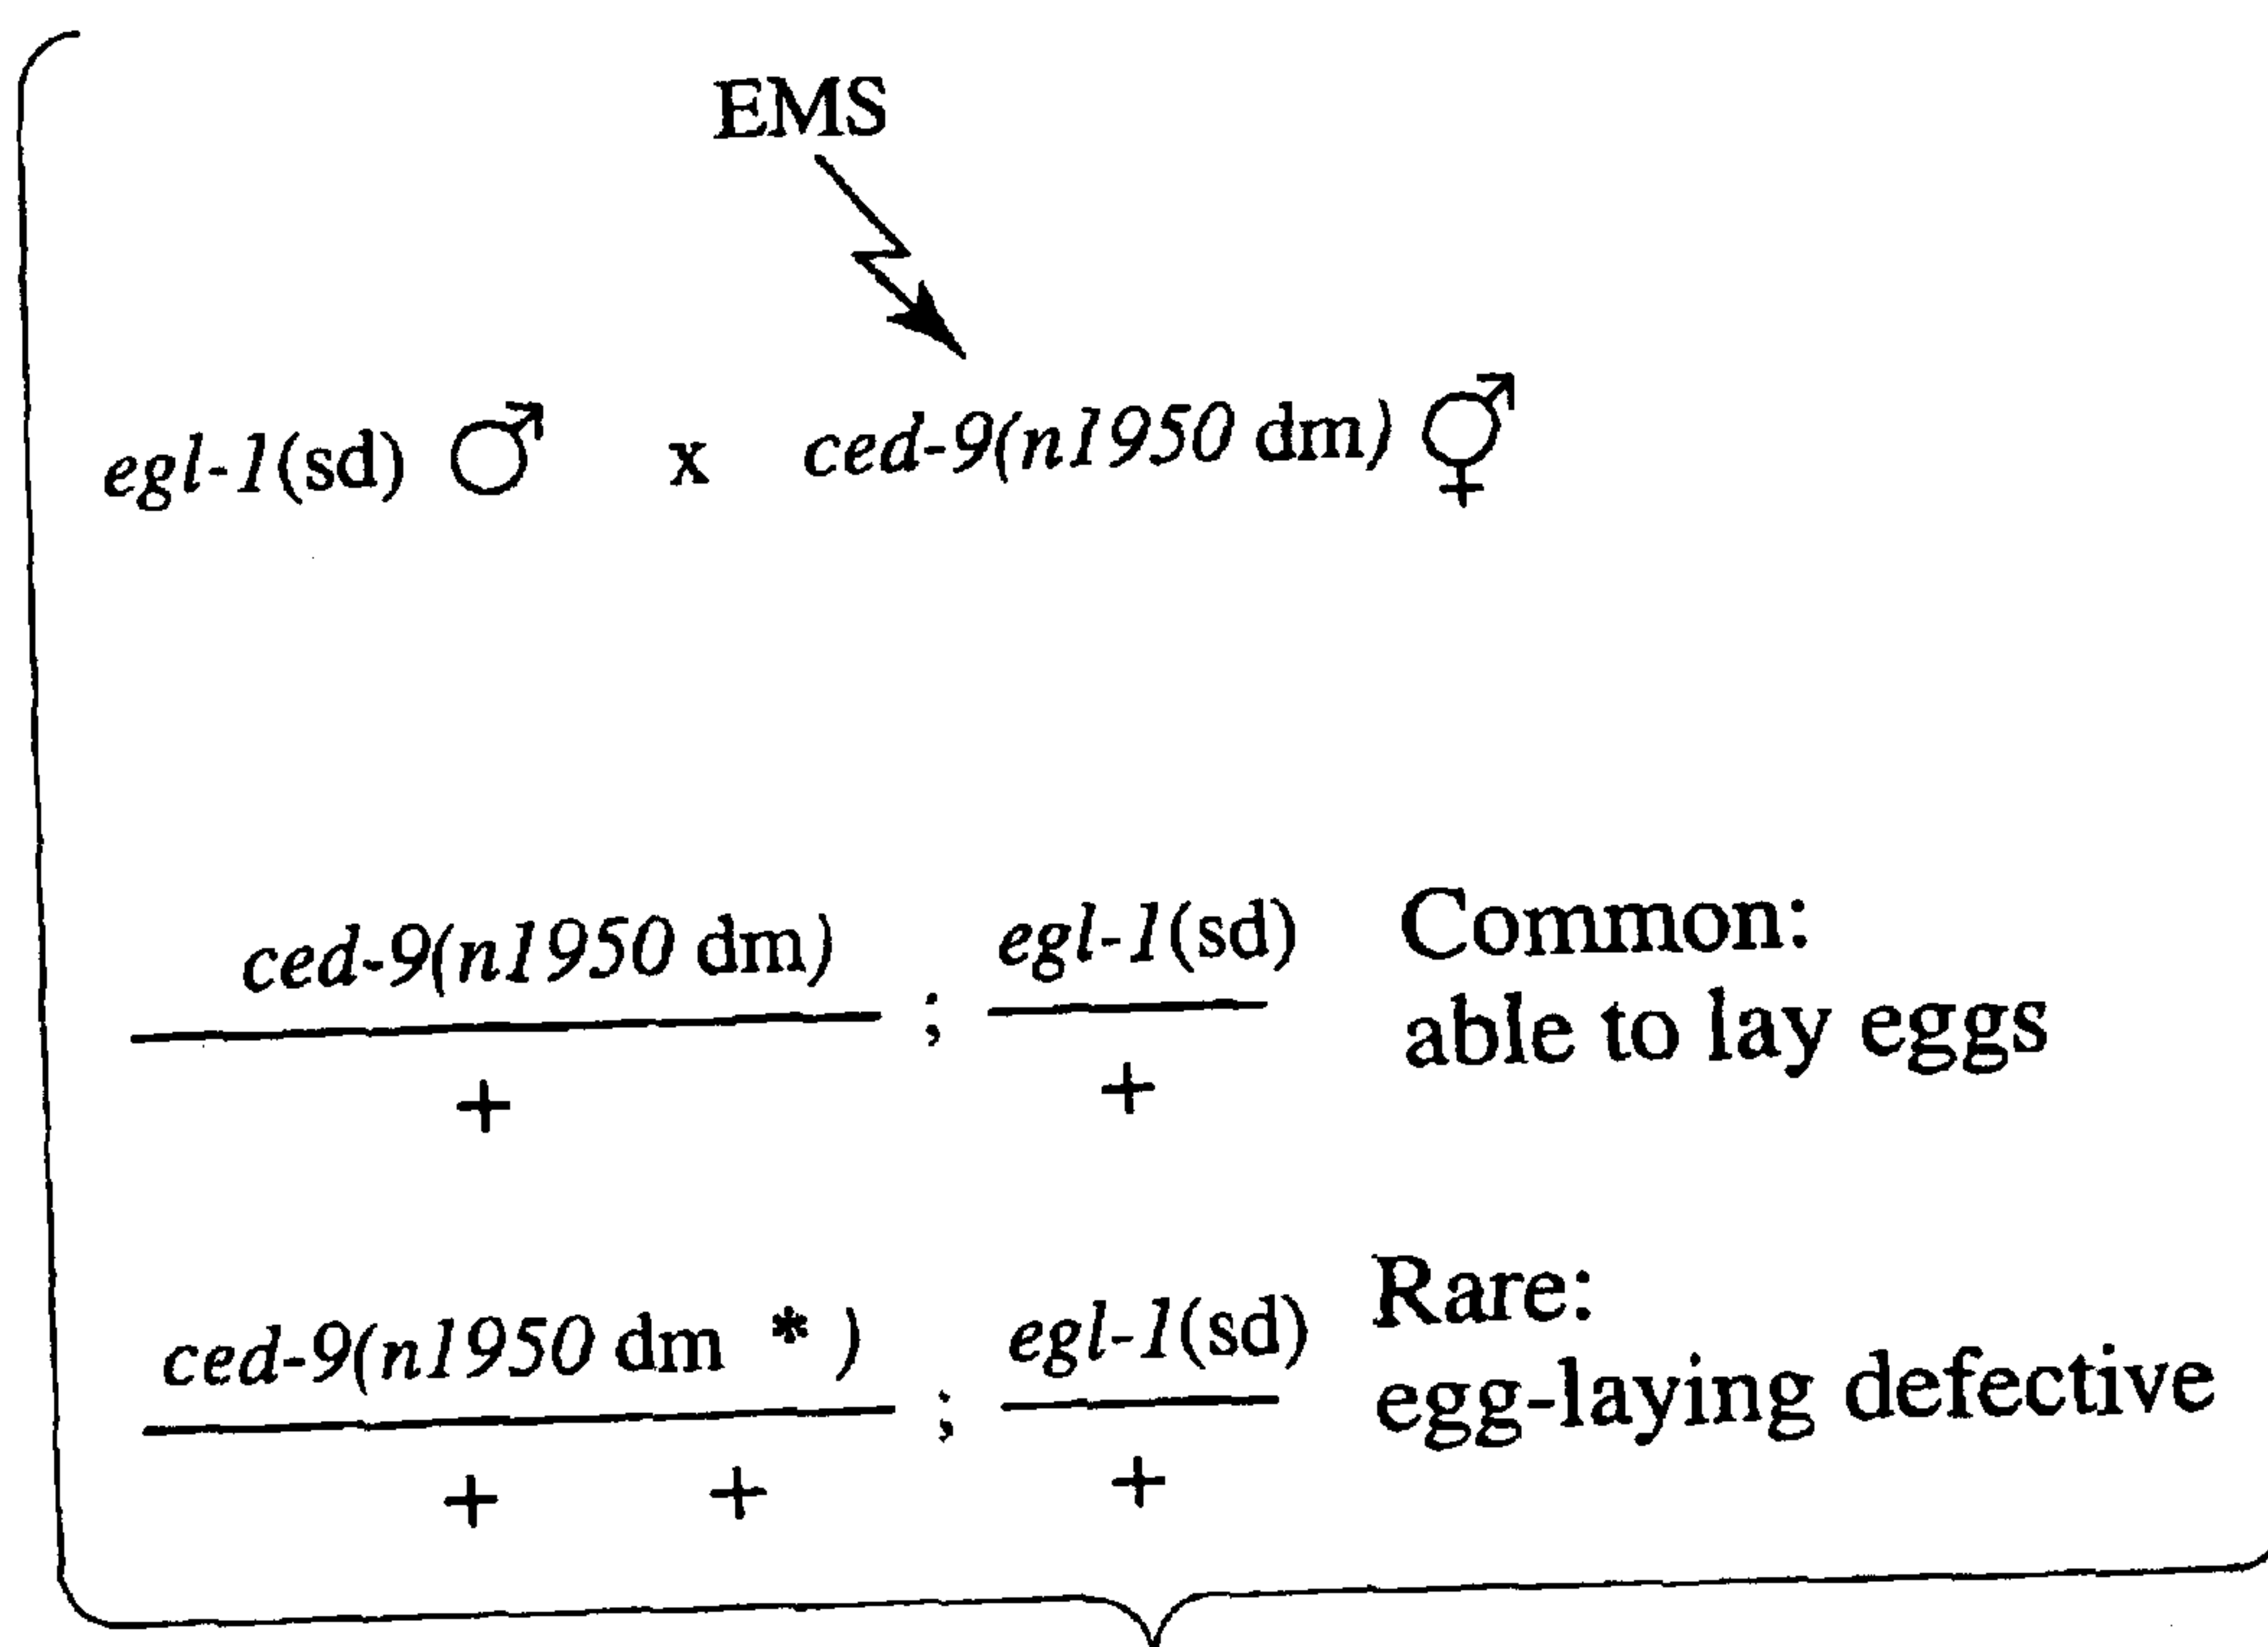 EMS
egl-1(sd) ♂ x ced-9(n1950 dm) ⚥
ced-9(n1950 dm) ; egl-1(sd) Common:
able to lay eggs
+ +
ced-9(n1950 dm * ) ; egl-1(sd) Rare:
egg-laying defective
+ + +